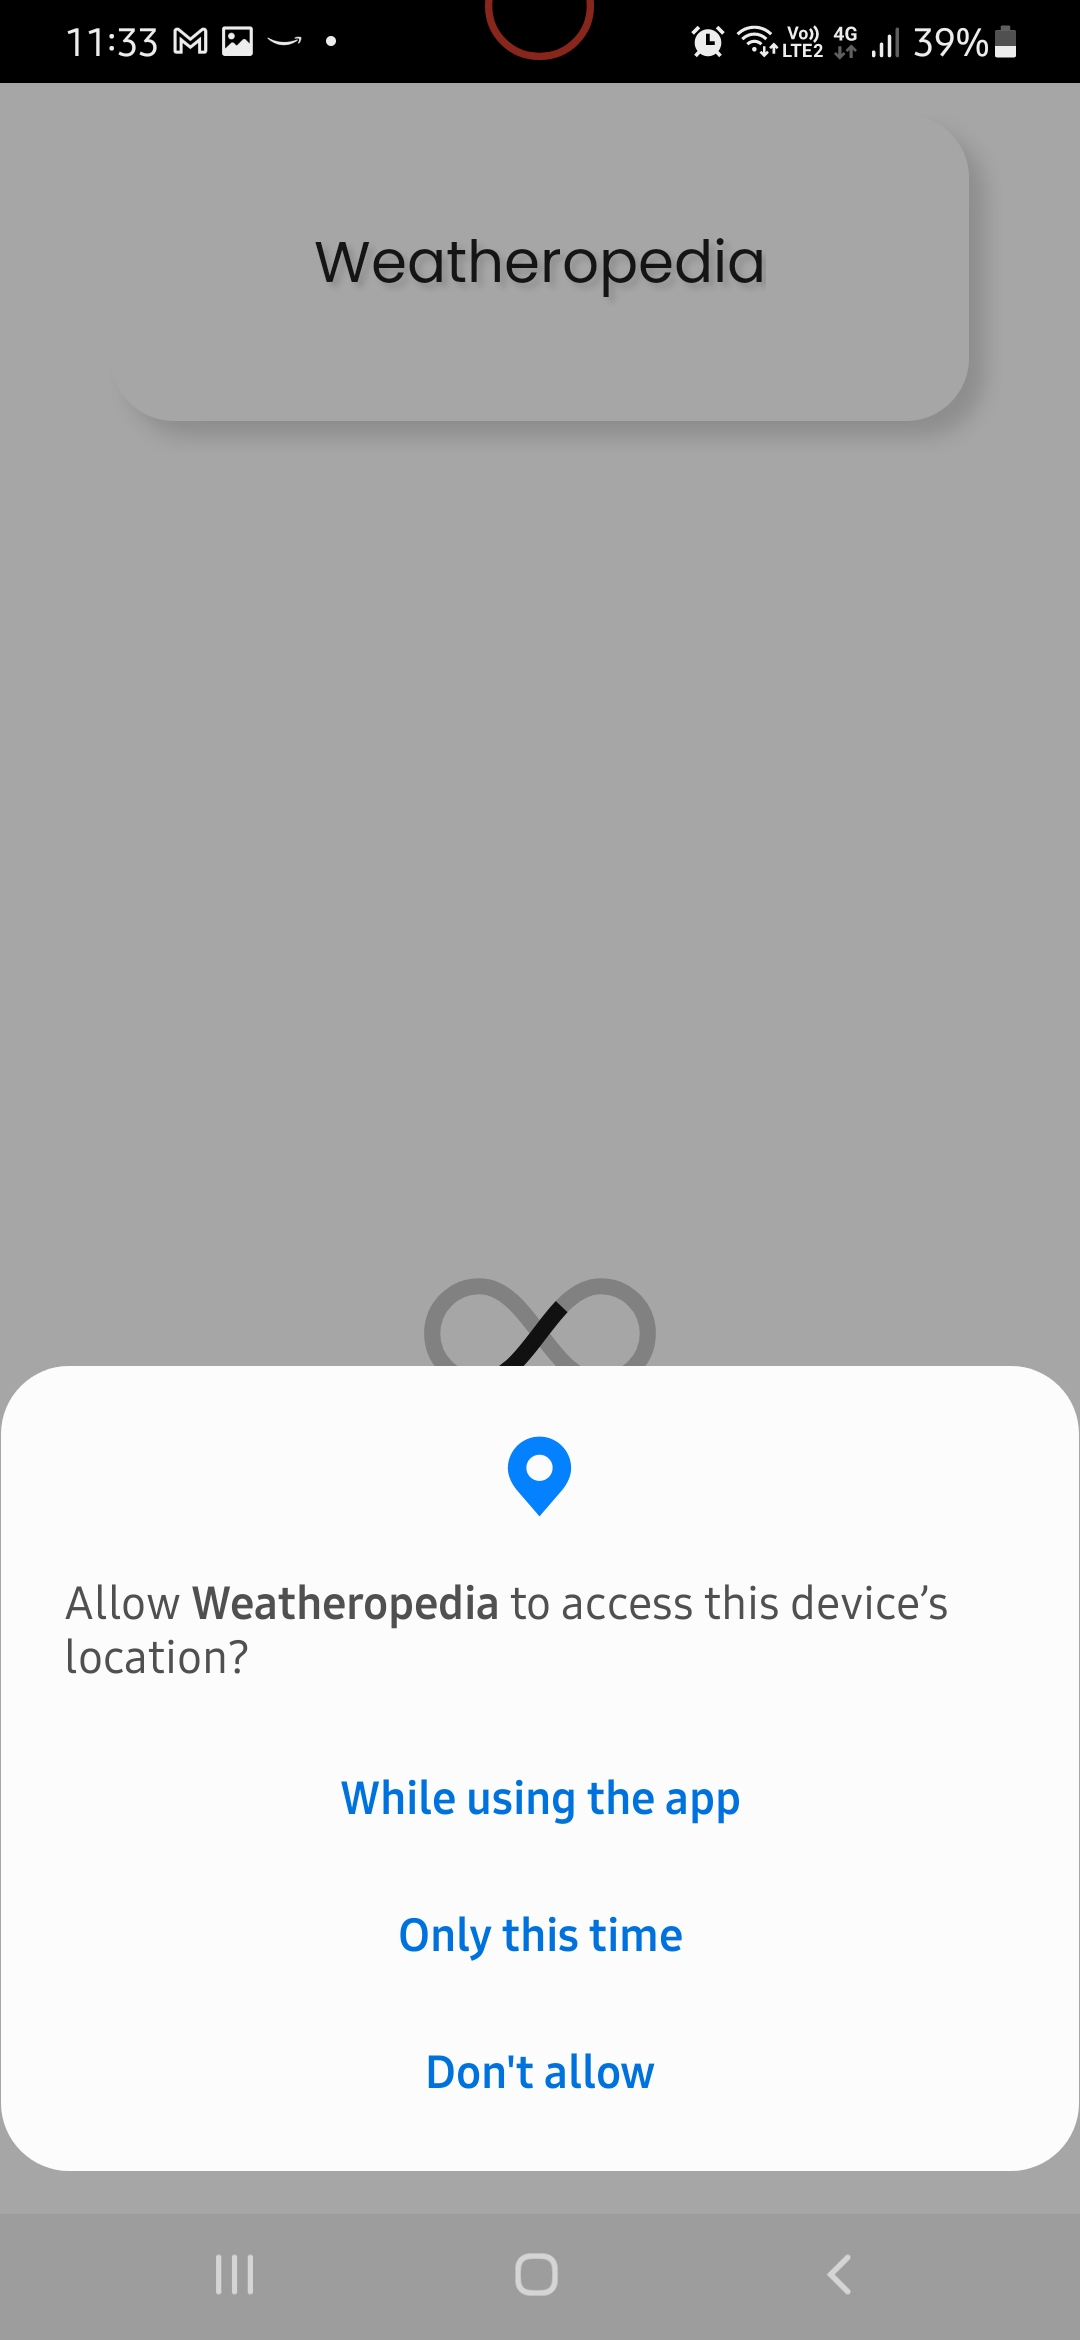 11:33
Vo)) 4G 39%
LTE2
Weatheropedia
Allow Weatheropedia to access this device’s
location?
While using the app
Only this time
Don't allow